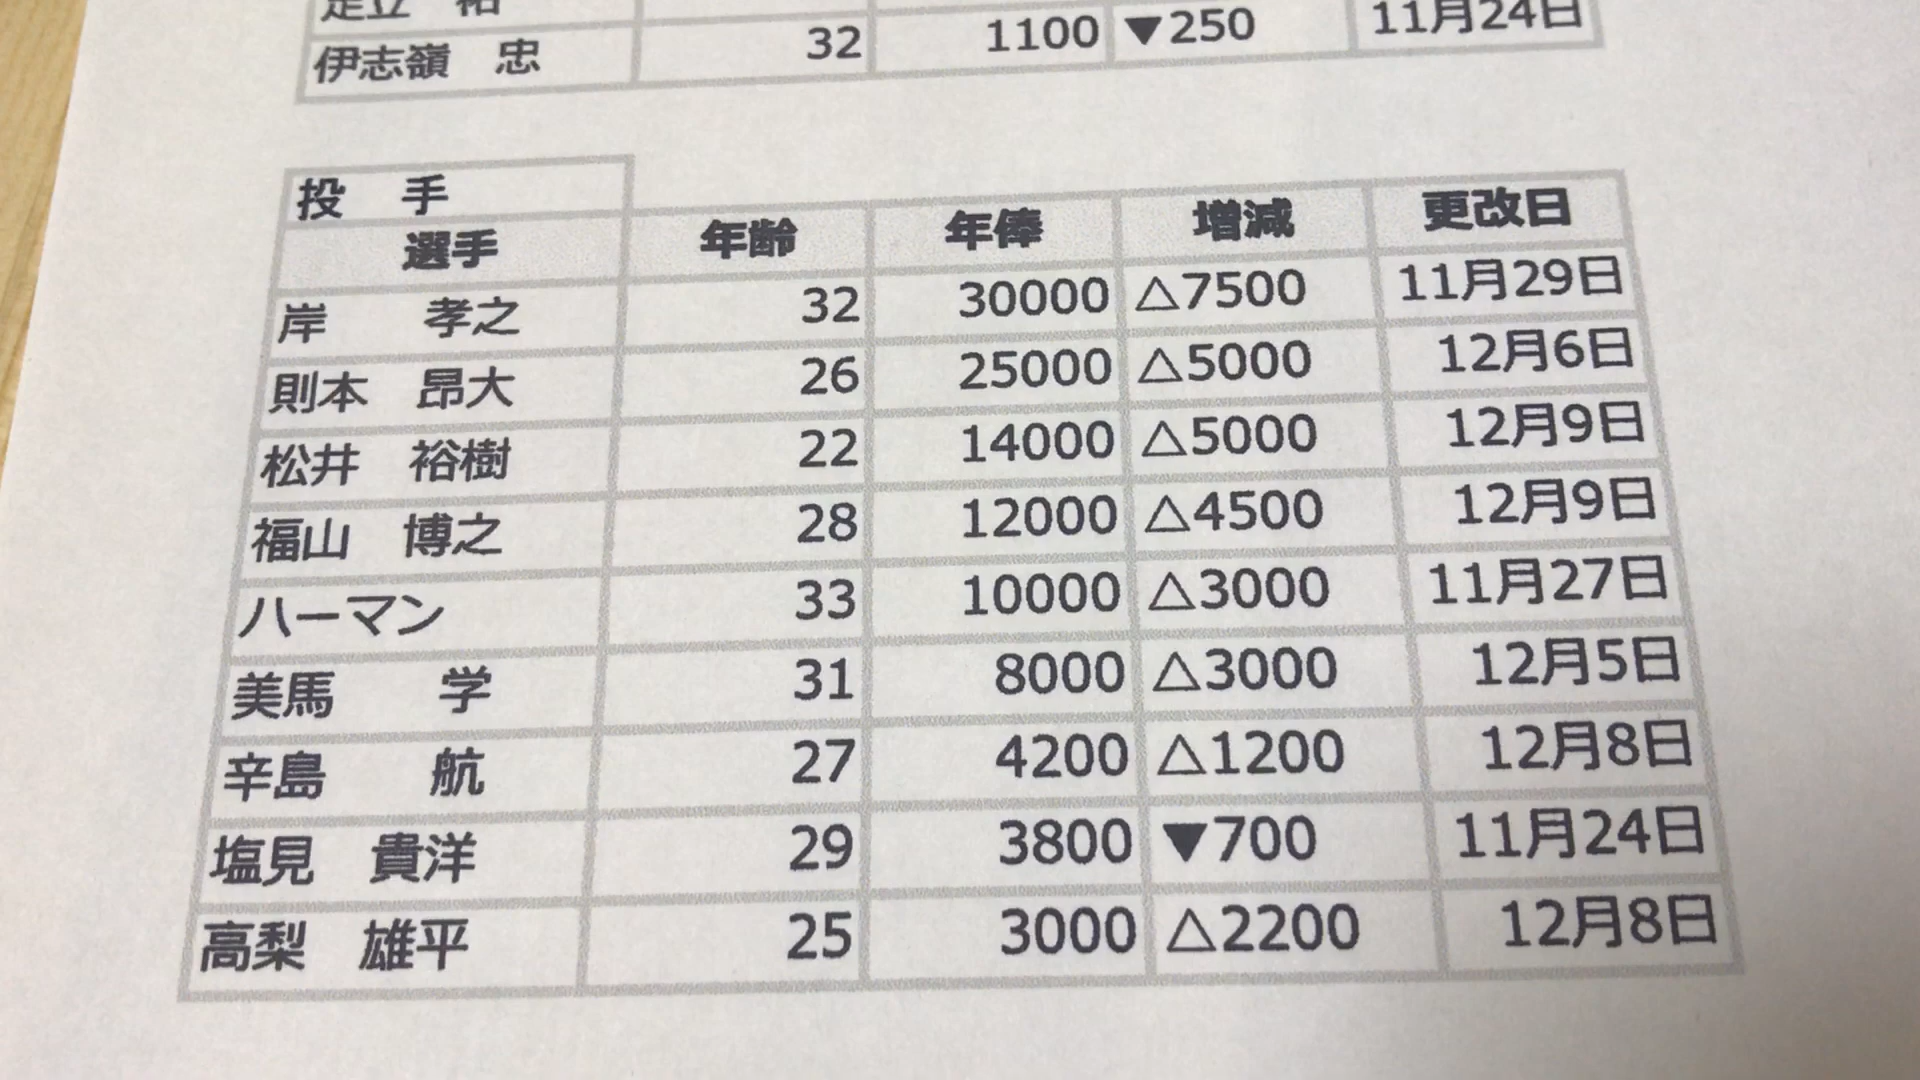 足立　祐
伊志嶺　忠 32 1100 ▼250 11月24日
投　手
選手 年齢 年俸 増減 更改日
岸　　孝之 32 30000 △7500 11月29日
則本　昂大 26 25000 △5000 12月6日
松井　裕樹 22 14000 △5000 12月9日
福山　博之 28 12000 △4500 12月9日
ハーマン 33 10000 △3000 11月27日
美馬　　学 31 8000 △3000 12月5日
辛島　　航 27 4200 △1200 12月8日
塩見　貴洋 29 3800 ▼700 11月24日
高梨　雄平 25 3000 △2200 12月8日